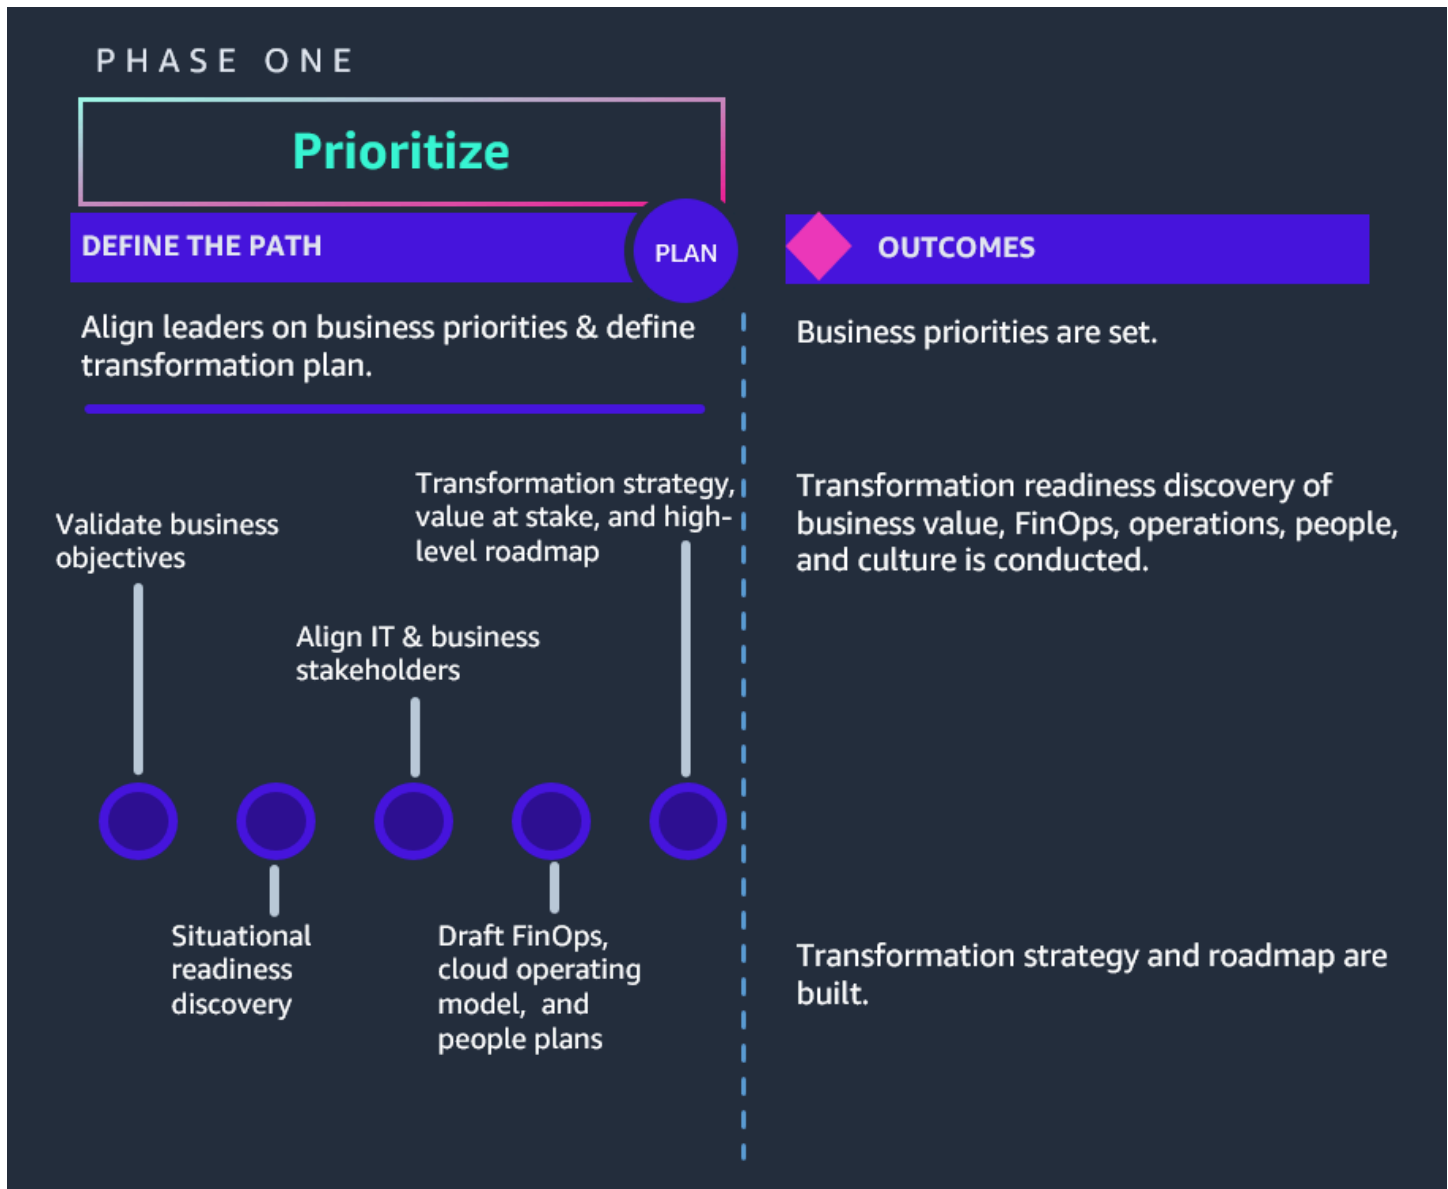 PHASE ONE
Prioritize
DEFINE THE PATH
PLAN
Align leaders on business priorities & define
transformation plan.
Validate business
objectives
Transformation strategy,
value at stake, and high-
level roadmap
Align IT & business
stakeholders
Situational
readiness
discovery
Draft FinOps,
cloud operating
model, and
people plans
OUTCOMES
Business priorities are set.
Transformation readiness discovery of
business value, FinOps, operations, people,
and culture is conducted.
Transformation strategy and roadmap are
built.